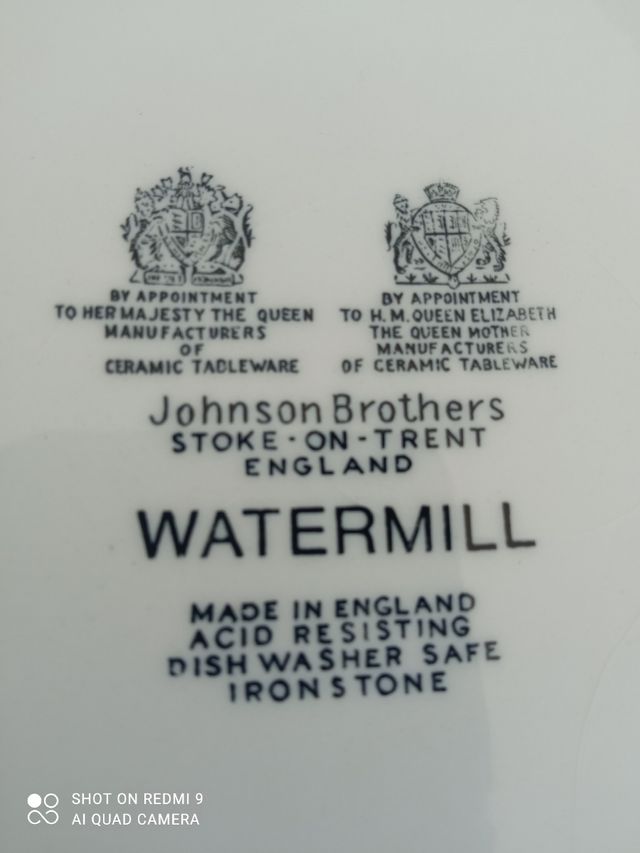 BY APPOINTMENT
TO HER MAJESTY THE QUEEN
MANUFACTURERS
OF
CERAMIC TABLEWARE
BY APPOINTMENT
TO H.M. QUEEN ELIZABETH
THE QUEEN MOTHER
MANUFACTURERS
OF CERAMIC TABLEWARE
Johnson Brothers
STOKE-ON-TRENT
ENGLAND
WATERMILL
MADE IN ENGLAND
ACID RESISTING
DISH WASHER SAFE
IRONSTONE
SHOT ON REDMI 9
AI QUAD CAMERA